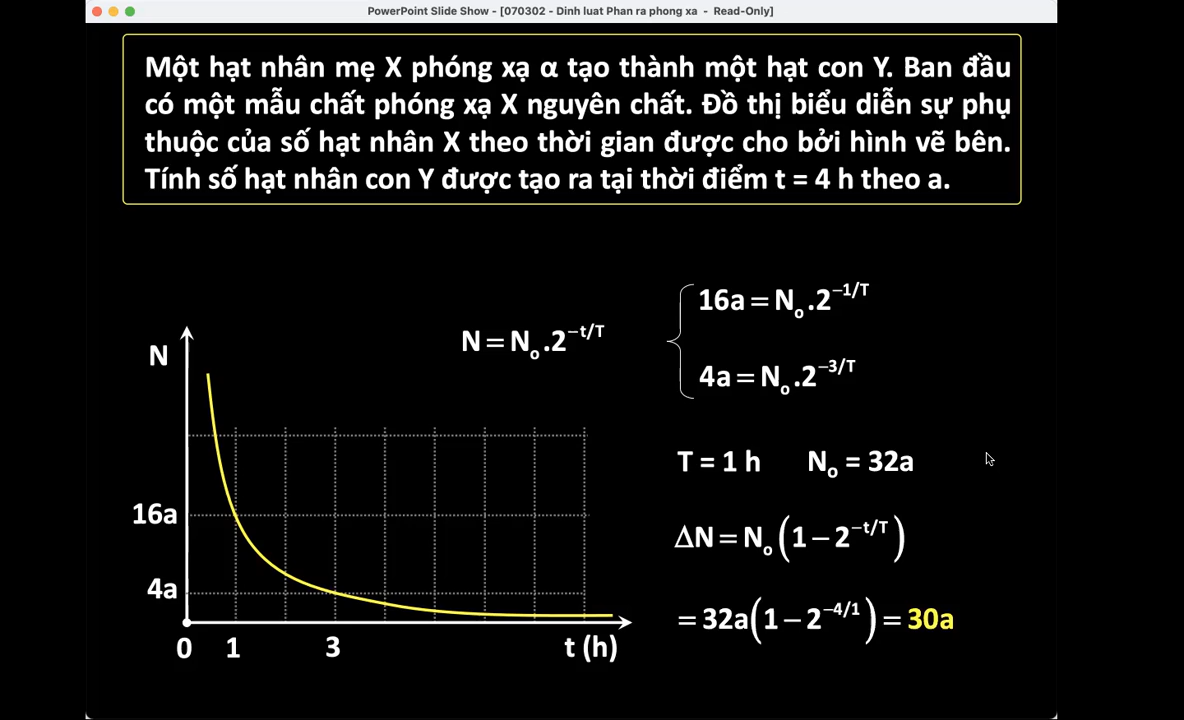 PowerPoint Slide Show - [070302 - Dinh luat Phan ra phong xa - Read-Only]
Một hạt nhân mẹ X phóng xạ α tạo thành một hạt con Y. Ban đầu
có một mẫu chất phóng xạ X nguyên chất. Đồ thị biểu diễn sự phụ
thuộc của số hạt nhân X theo thời gian được cho bởi hình vẽ bên.
Tính số hạt nhân con Y được tạo ra tại thời điểm t = 4 h theo a.
N
16a
4a
0 1 3 t (h)
N = Nₒ.2^(–t/T)
16a = Nₒ.2^(–1/T)
4a = Nₒ.2^(–3/T)
T = 1 h Nₒ = 32a
ΔN = Nₒ(1 – 2^(–t/T))
= 32a(1 – 2^(–4/1)) = 30a